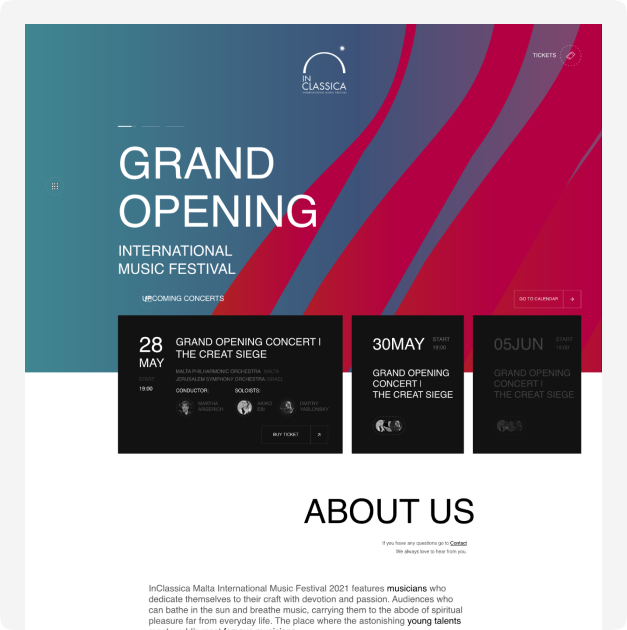 TICKETS
IN
CLASSICA
GRAND
OPENING
INTERNATIONAL
MUSIC FESTIVAL
UPCOMING CONCERTS
GO TO CALENDAR
28
MAY
START
19:00
GRAND OPENING CONCERT I
THE CREAT SIEGE
MALTA PHILHARMONIC ORCHESTRA MALTA
JERUSALEM SYMPHONY ORCHESTRA ISRAEL
CONDUCTOR:
SOLOISTS:
MARTHA
ARGERICH
DMITRY
YABLONSKY
BUY TICKET
30MAY
START
19:00
GRAND OPENING
CONCERT I
THE CREAT SIEGE
05JUN
START
19:00
GRAND OPENING
CONCERT I
THE CREAT SIEGE
ABOUT US
If you have any questions go to Contact
We always love to hear from you.
InClassica Malta International Music Festival 2021 features musicians who
dedicate themselves to their craft with devotion and passion. Audiences who
can bathe in the sun and breathe music, carrying them to the abode of spiritual
pleasure far from everyday life. The place where the astonishing young talents